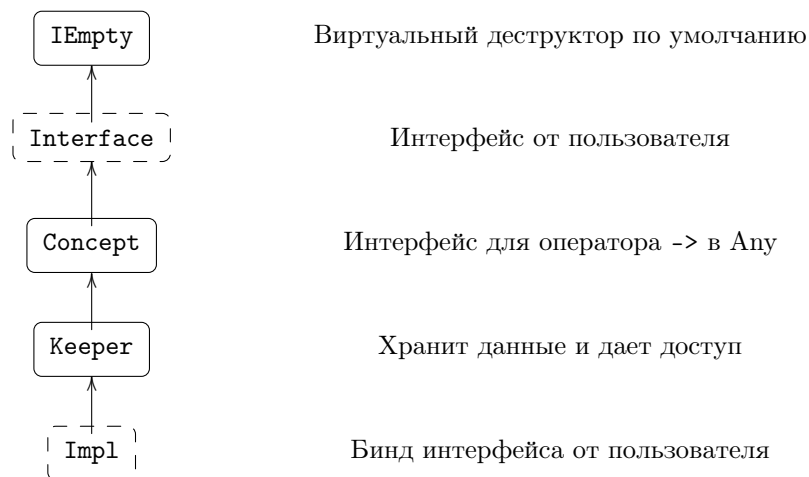 IEmpty Виртуальный деструктор по умолчанию
Interface Интерфейс от пользователя
Concept Интерфейс для оператора -> в Any
Keeper Хранит данные и дает доступ
Impl Бинд интерфейса от пользователя